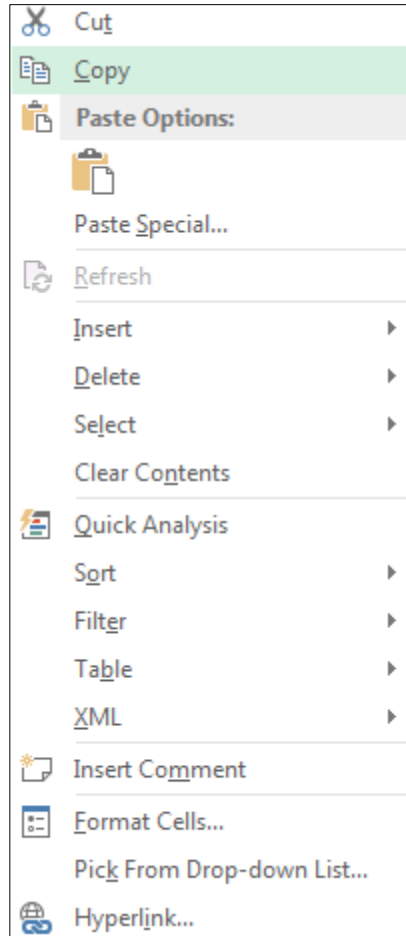 Cut
Copy
Paste Options:
Paste Special...
Refresh
Insert
Delete
Select
Clear Contents
Quick Analysis
Sort
Filter
Table
XML
Insert Comment
Format Cells...
Pick From Drop-down List...
Hyperlink...